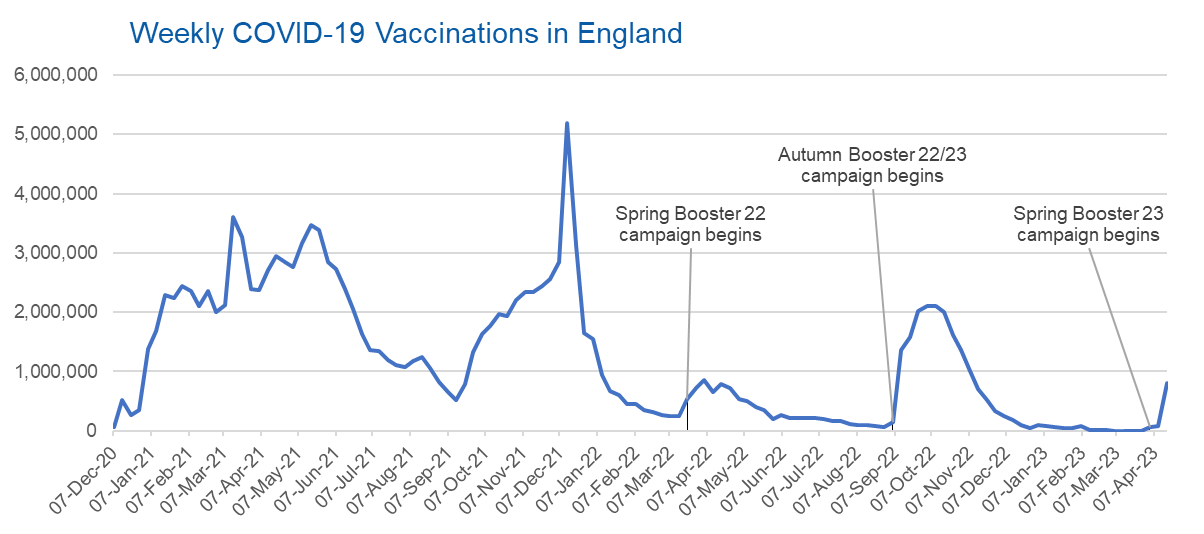 Weekly COVID-19 Vaccinations in England
6,000,000
5,000,000
4,000,000
3,000,000
2,000,000
1,000,000
0
Autumn Booster 22/23
campaign begins
Spring Booster 22
campaign begins
Spring Booster 23
campaign begins
07-Dec-20
07-Jan-21
07-Feb-21
07-Mar-21
07-Apr-21
07-May-21
07-Jun-21
07-Jul-21
07-Aug-21
07-Sep-21
07-Oct-21
07-Nov-21
07-Dec-21
07-Jan-22
07-Feb-22
07-Mar-22
07-Apr-22
07-May-22
07-Jun-22
07-Jul-22
07-Aug-22
07-Sep-22
07-Oct-22
07-Nov-22
07-Dec-22
07-Jan-23
07-Feb-23
07-Mar-23
07-Apr-23